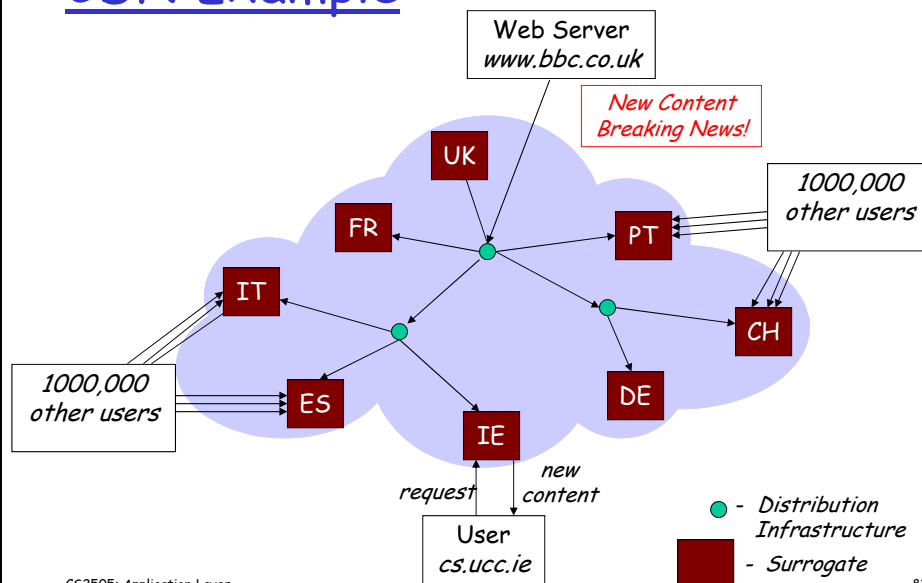 Example
Web Server
www.bbc.co.uk
New Content
Breaking News!
UK
1000,000
other users
FR
PT
IT
CH
1000,000
other users
ES
DE
IE
request
new
content
User
cs.ucc.ie
- Distribution
Infrastructure
- Surrogate